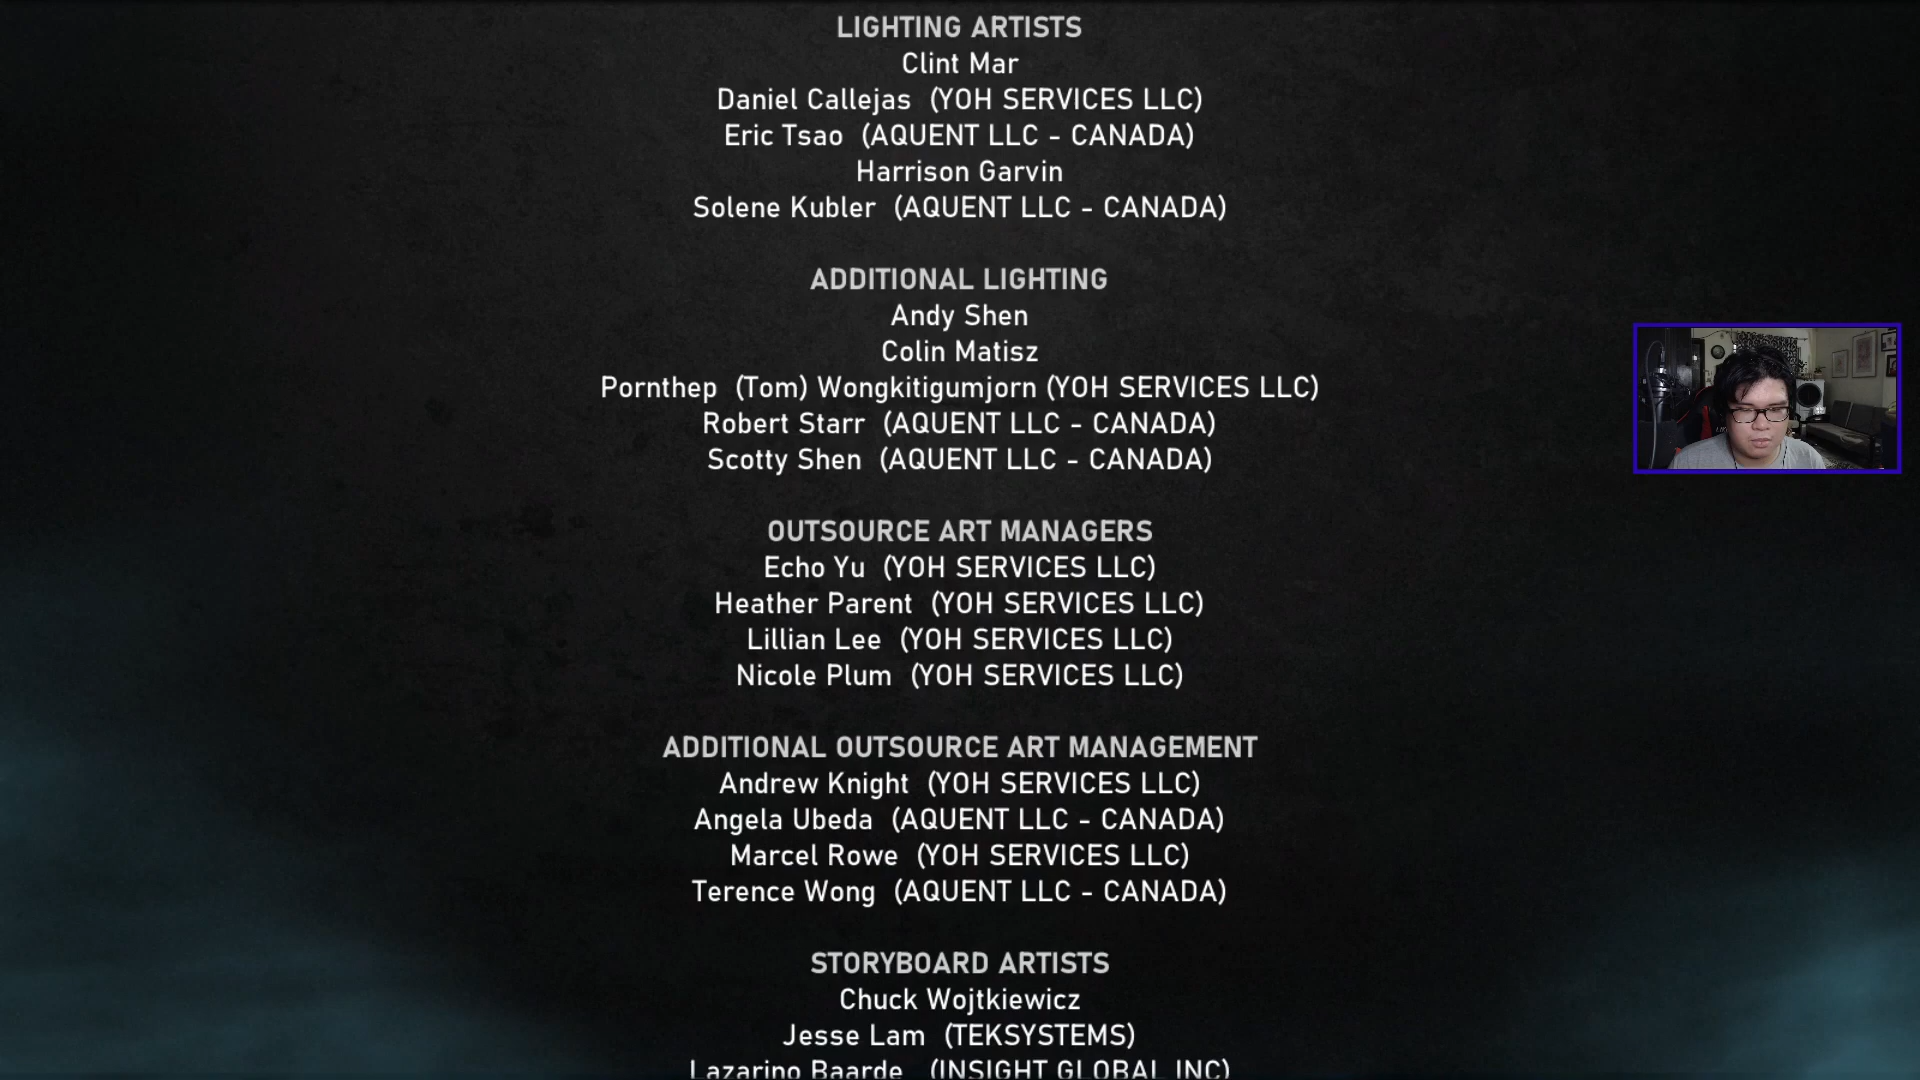 LIGHTING ARTISTS
Clint Mar
Daniel Callejas (YOH SERVICES LLC)
Eric Tsao (AQUENT LLC - CANADA)
Harrison Garvin
Solene Kubler (AQUENT LLC - CANADA)
ADDITIONAL LIGHTING
Andy Shen
Colin Matisz
Pornthep (Tom) Wongkitigumjorn (YOH SERVICES LLC)
Robert Starr (AQUENT LLC - CANADA)
Scotty Shen (AQUENT LLC - CANADA)
OUTSOURCE ART MANAGERS
Echo Yu (YOH SERVICES LLC)
Heather Parent (YOH SERVICES LLC)
Lillian Lee (YOH SERVICES LLC)
Nicole Plum (YOH SERVICES LLC)
ADDITIONAL OUTSOURCE ART MANAGEMENT
Andrew Knight (YOH SERVICES LLC)
Angela Ubeda (AQUENT LLC - CANADA)
Marcel Rowe (YOH SERVICES LLC)
Terence Wong (AQUENT LLC - CANADA)
STORYBOARD ARTISTS
Chuck Wojtkiewicz
Jesse Lam (TEKSYSTEMS)
Lazarino Baarde (INSIGHT GLOBAL INC)